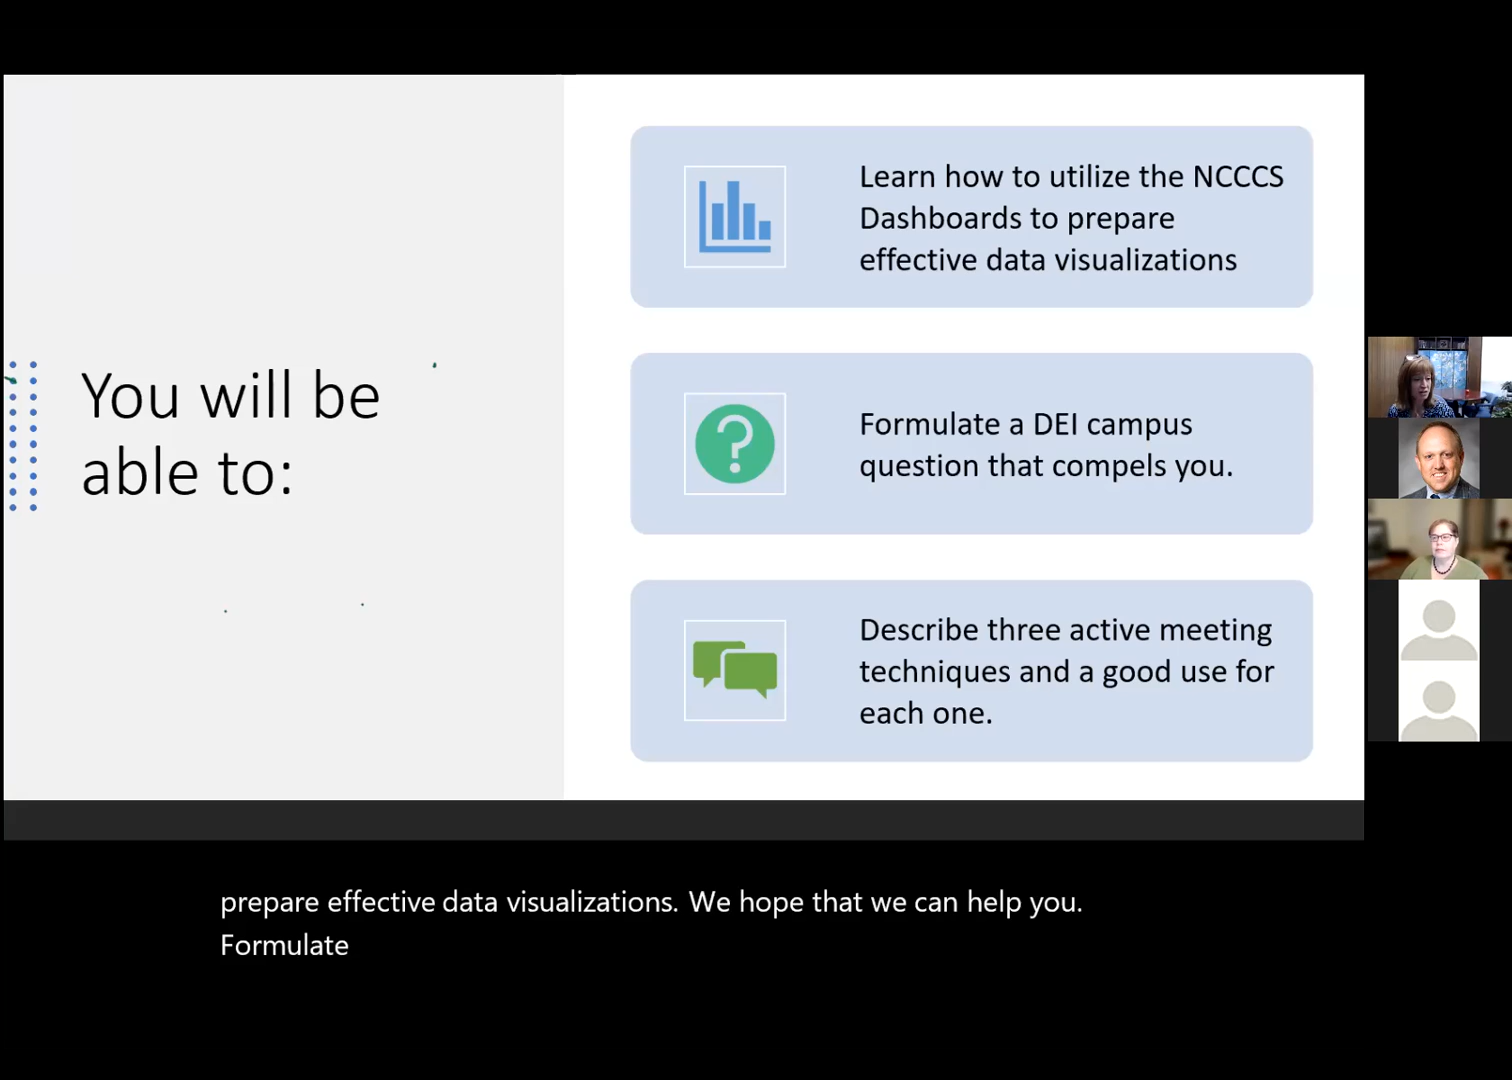 You will be
able to:
Learn how to utilize the NCCCS
Dashboards to prepare
effective data visualizations
Formulate a DEI campus
question that compels you.
Describe three active meeting
techniques and a good use for
each one.
prepare effective data visualizations. We hope that we can help you.
Formulate